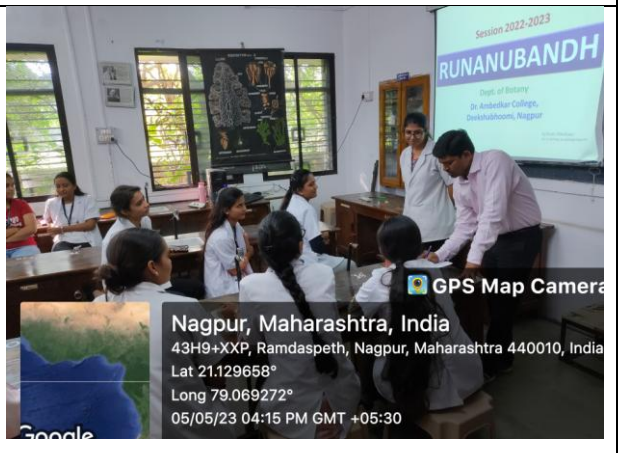 Session 2022-2023
RUNANUBANDH
Dept. of Botany
Dr. Ambedkar College,
Deekshabhoomi, Nagpur
GPS Map Camera
Nagpur, Maharashtra, India
43H9+XXP, Ramdaspeth, Nagpur, Maharashtra 440010, India
Lat 21.129658°
Long 79.069272°
05/05/23 04:15 PM GMT +05:30
Google